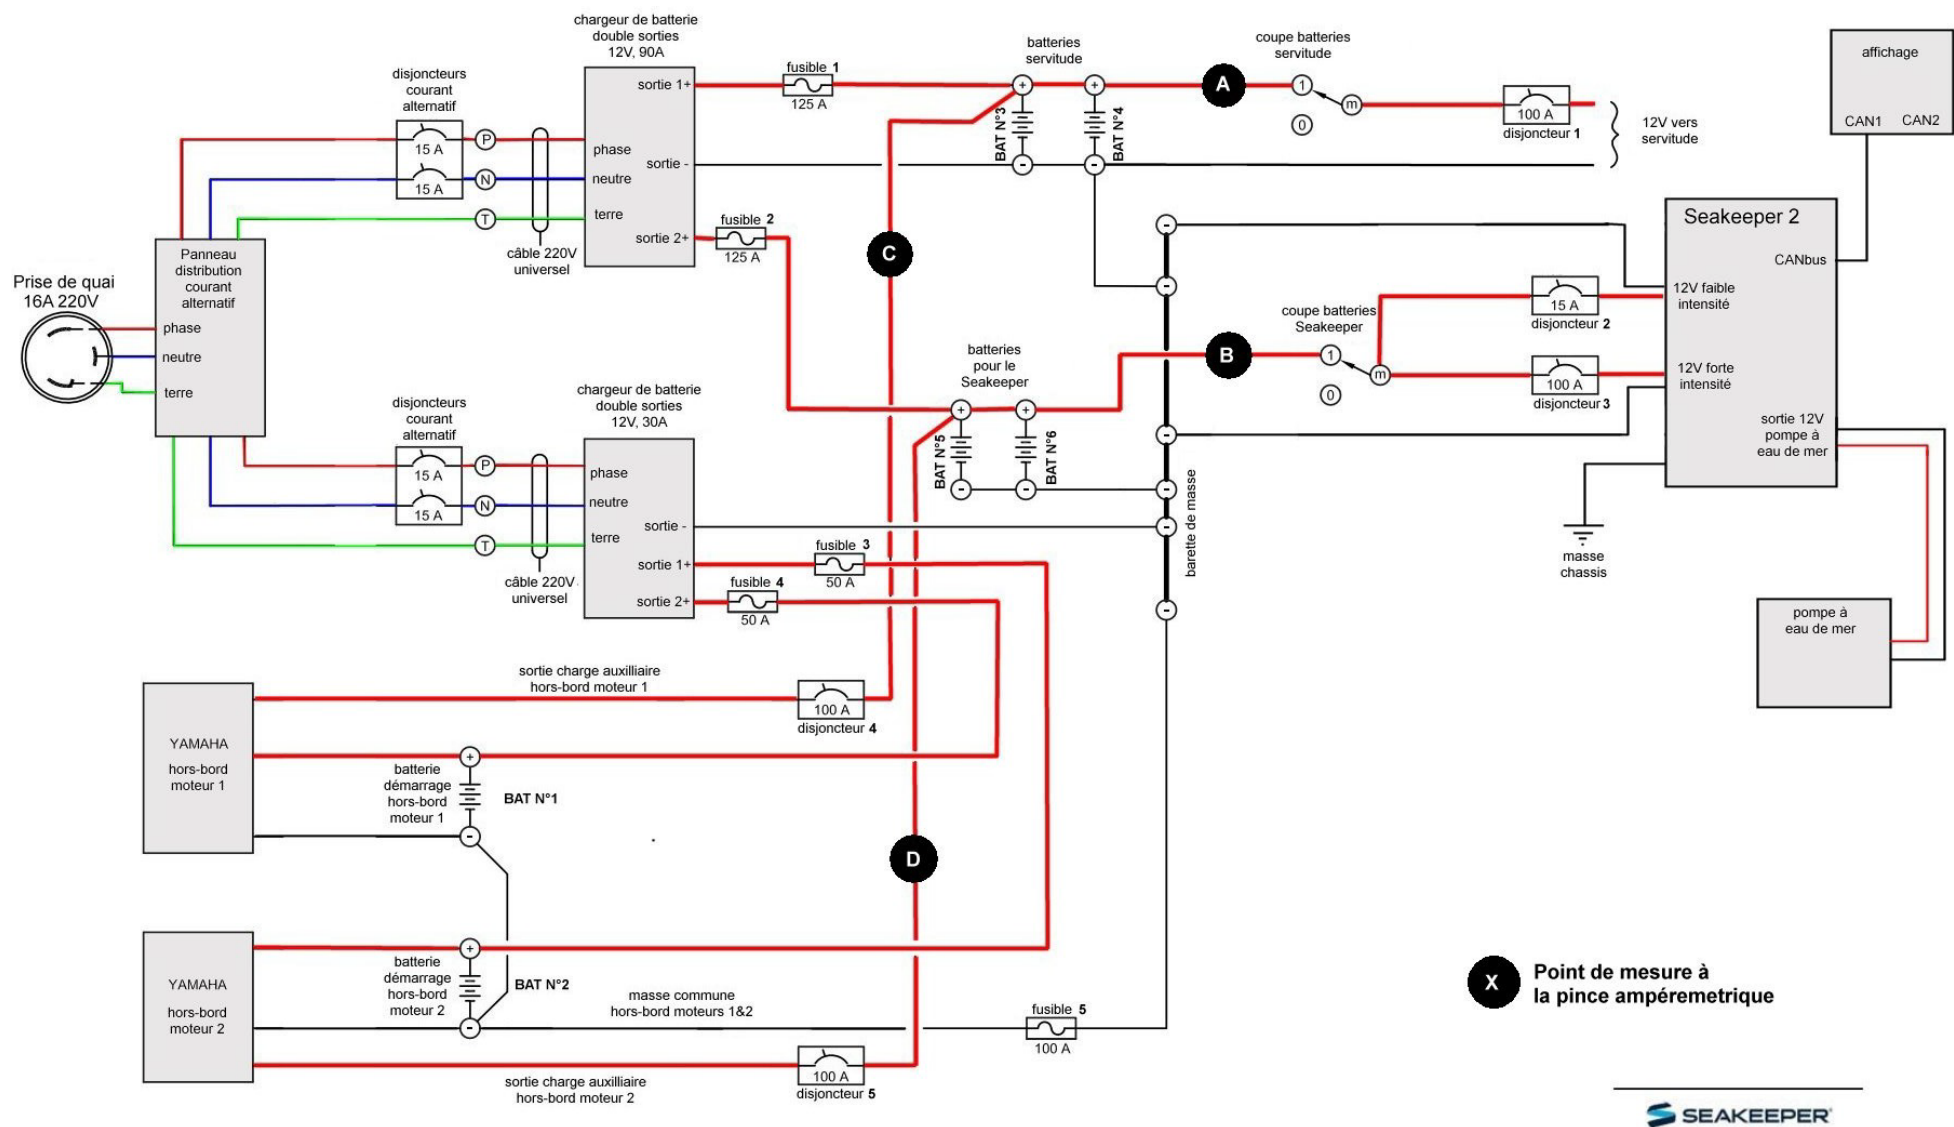 chargeur de batterie
double sorties
12V, 90A
disjoncteurs
courant
alternatif
15 A
15 A
P
N
T
câble 220V
universel
phase
neutre
terre
sortie 1+
sortie -
sortie 2+
fusible 1
125 A
fusible 2
125 A
batteries
servitude
+
+
BAT N°3
BAT N°4
-
-
A
coupe batteries
servitude
1
m
0
100 A
disjoncteur 1
12V vers
servitude
affichage
CAN1
CAN2
Seakeeper 2
CANbus
12V faible
intensité
12V forte
intensité
sortie 12V
pompe à
eau de mer
C
-
-
-
-
-
-
barette de masse
B
coupe batteries
Seakeeper
1
m
0
15 A
disjoncteur 2
100 A
disjoncteur 3
batteries
pour le
Seakeeper
+
+
BAT N°5
BAT N°6
-
-
masse
chassis
pompe à
eau de mer
Prise de quai
16A 220V
Panneau
distribution
courant
alternatif
phase
neutre
terre
disjoncteurs
courant
alternatif
15 A
15 A
P
N
T
câble 220V
universel
chargeur de batterie
double sorties
12V, 30A
phase
neutre
terre
sortie -
sortie 1+
sortie 2+
fusible 3
50 A
fusible 4
50 A
sortie charge auxilliaire
hors-bord moteur 1
100 A
disjoncteur 4
YAMAHA
hors-bord
moteur 1
+
batterie
démarrage
hors-bord
moteur 1
BAT N°1
-
D
YAMAHA
hors-bord
moteur 2
+
batterie
démarrage
hors-bord
moteur 2
BAT N°2
-
masse commune
hors-bord moteurs 1&2
fusible 5
100 A
100 A
disjoncteur 5
sortie charge auxilliaire
hors-bord moteur 2
X
Point de mesure à
la pince ampéremetrique
SEAKEEPER